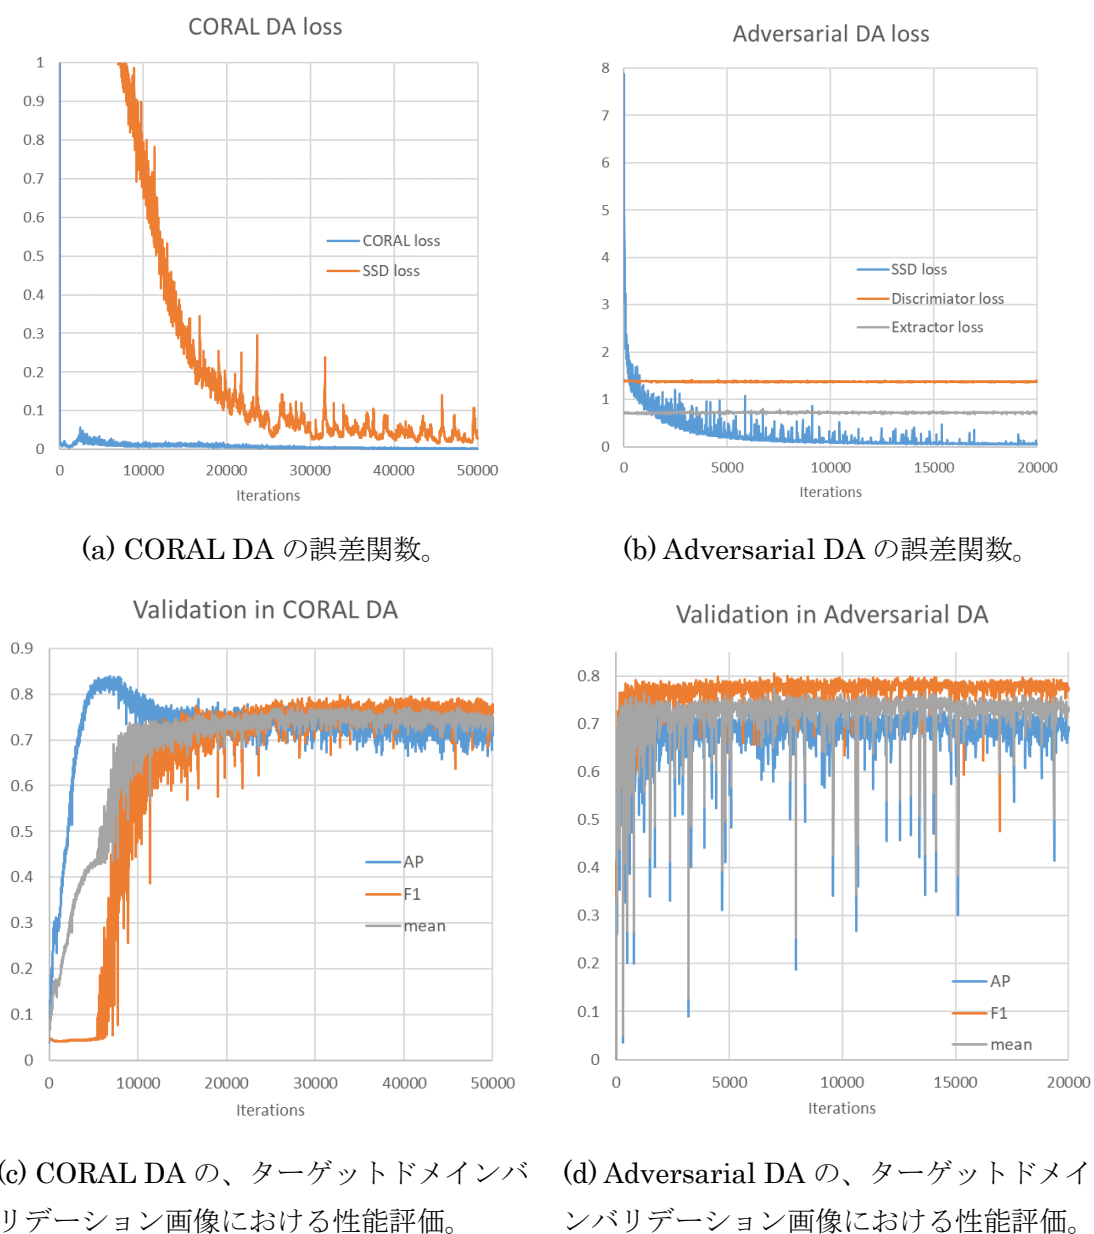 CORAL DA loss
1
0.9
0.8
0.7
0.6
0.5
0.4
0.3
0.2
0.1
0
CORAL loss
SSD loss
0 10000 20000 30000 40000 50000
Iterations
(a) CORAL DA の誤差関数。
Adversarial DA loss
8
7
6
5
4
3
2
1
0
SSD loss
Discrimiator loss
Extractor loss
0 5000 10000 15000 20000
Iterations
(b) Adversarial DA の誤差関数。
Validation in CORAL DA
0.9
0.8
0.7
0.6
0.5
0.4
0.3
0.2
0.1
0
AP
F1
mean
0 10000 20000 30000 40000 50000
Iterations
(c) CORAL DA の、ターゲットドメインバ
リデーション画像における性能評価。
Validation in Adversarial DA
0.8
0.7
0.6
0.5
0.4
0.3
0.2
0.1
0
AP
F1
mean
0 5000 10000 15000 20000
Iterations
(d) Adversarial DA の、ターゲットドメイ
ンバリデーション画像における性能評価。